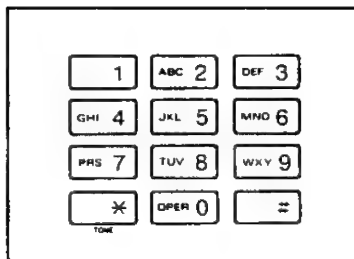 1 ABC 2 DEF 3
GHI 4 JKL 5 MNO 6
PRS 7 TUV 8 WXY 9
* OPER 0 #
TONE